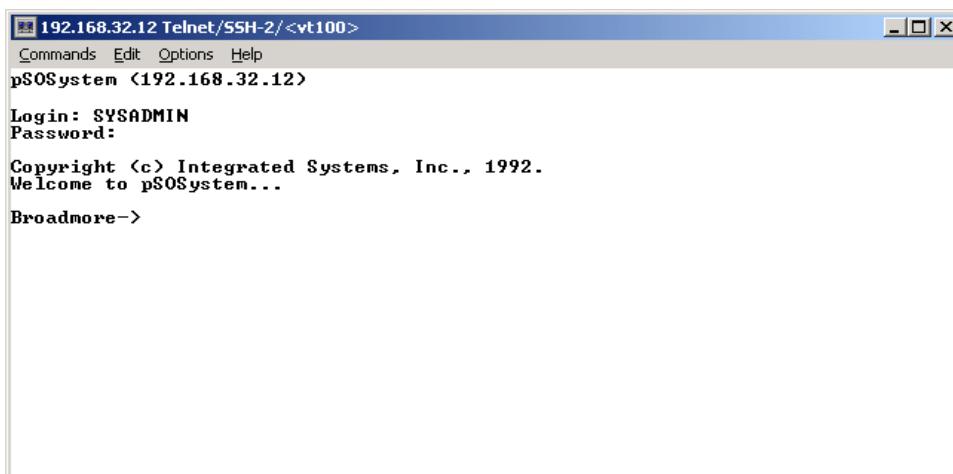 192.168.32.12 Telnet/SSH-2/<vt100>
Commands Edit Options Help
pSOSystem (192.168.32.12)
Login: SYSADMIN
Password:
Copyright (c) Integrated Systems, Inc., 1992.
Welcome to pSOSystem...
Broadmore->